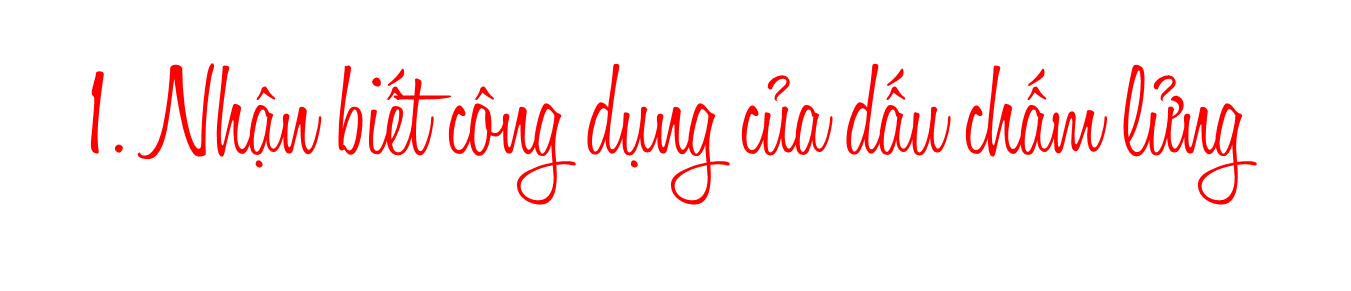 1. Nhận biết công dụng của dấu chấm lửng